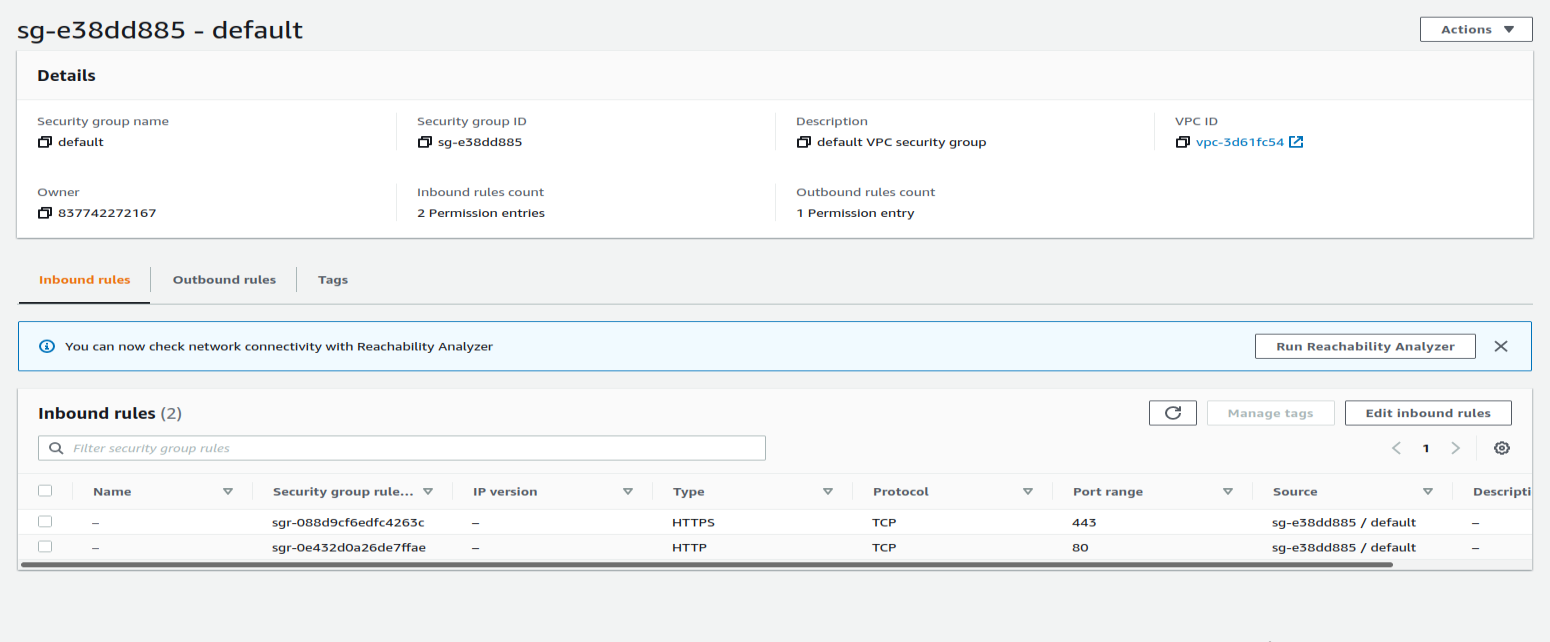 sg-e38dd885 - default
Actions
Details
Security group name
default
Security group ID
sg-e38dd885
Description
default VPC security group
VPC ID
vpc-3d61fc54
Owner
837742272167
Inbound rules count
2 Permission entries
Outbound rules count
1 Permission entry
Inbound rules Outbound rules Tags
You can now check network connectivity with Reachability Analyzer Run Reachability Analyzer
Inbound rules (2) Manage tags Edit inbound rules
Filter security group rules 1
Name Security group rule... IP version Type Protocol Port range Source Descripti
– sgr-088d9cf6edfc4263c – HTTPS TCP 443 sg-e38dd885 / default –
– sgr-0e432d0a26de7ffae – HTTP TCP 80 sg-e38dd885 / default –